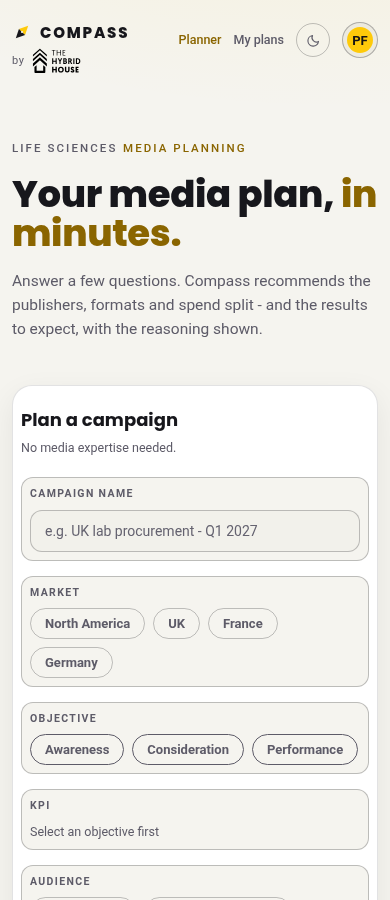 COMPASS
by THE HYBRID HOUSE
Planner
My plans
PF
LIFE SCIENCES MEDIA PLANNING
Your media plan, in
minutes.
Answer a few questions. Compass recommends the
publishers, formats and spend split - and the results
to expect, with the reasoning shown.
Plan a campaign
No media expertise needed.
CAMPAIGN NAME
e.g. UK lab procurement - Q1 2027
MARKET
North America
UK
France
Germany
OBJECTIVE
Awareness
Consideration
Performance
KPI
Select an objective first
AUDIENCE